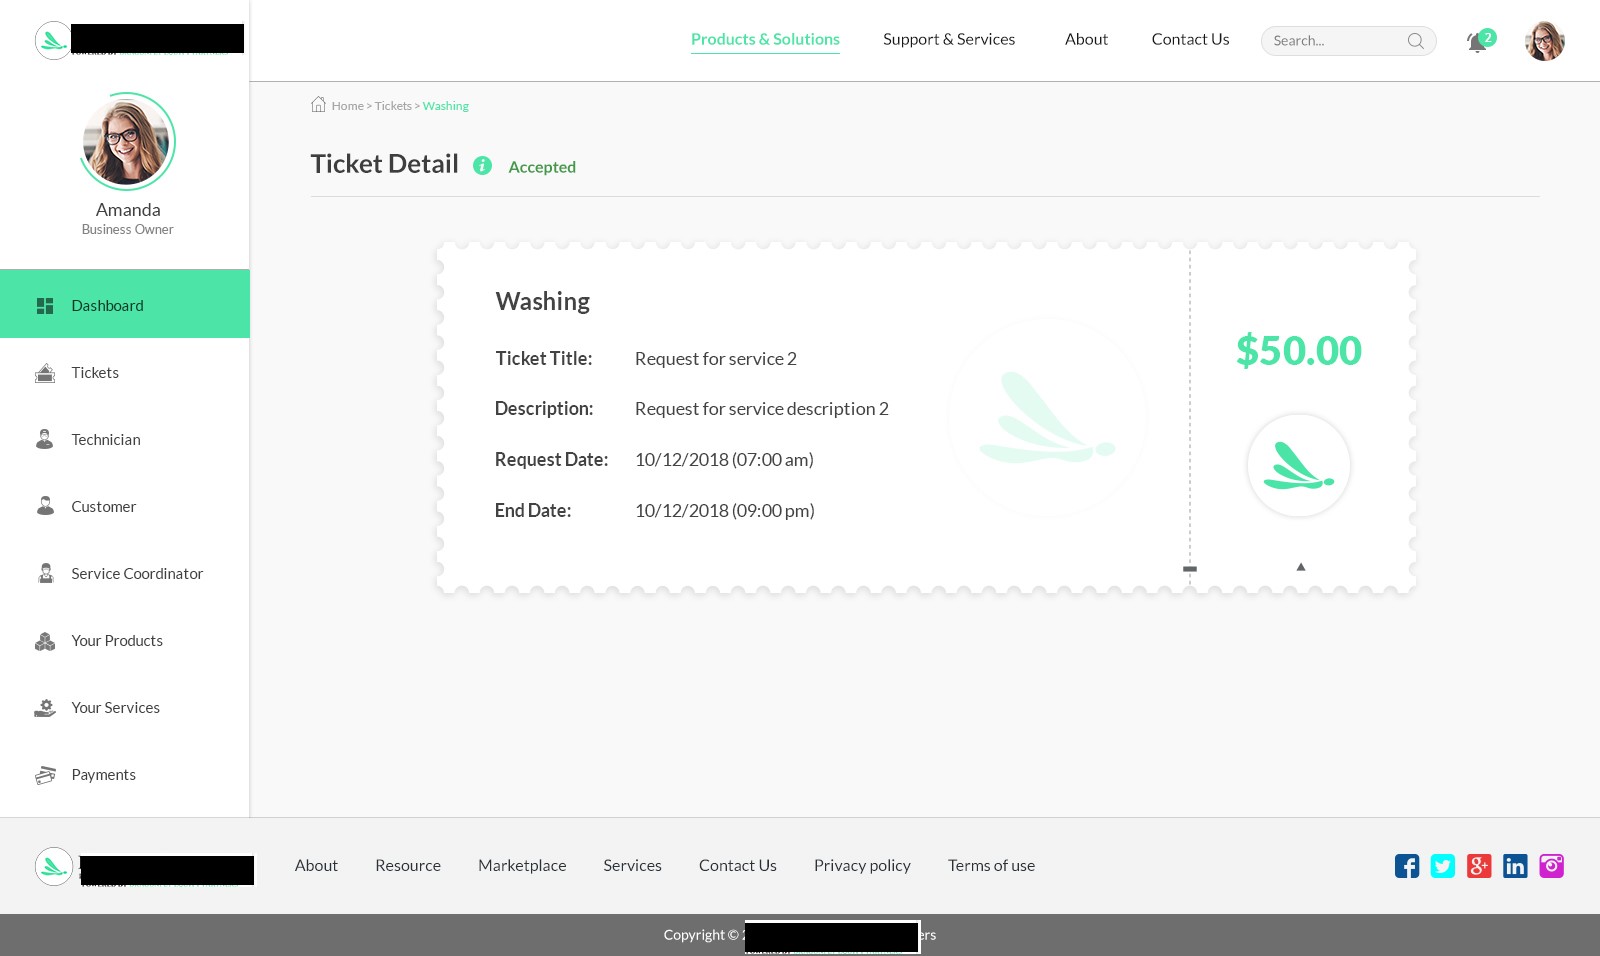 Products & Solutions
Support & Services
About
Contact Us
Search...
2
Home > Tickets > Washing
Amanda
Business Owner
Ticket Detail
Accepted
Dashboard
Tickets
Technician
Customer
Service Coordinator
Your Products
Your Services
Payments
Washing
Ticket Title: Request for service 2
Description: Request for service description 2
Request Date: 10/12/2018 (07:00 am)
End Date: 10/12/2018 (09:00 pm)
$50.00
About
Resource
Marketplace
Services
Contact Us
Privacy policy
Terms of use
Copyright ©